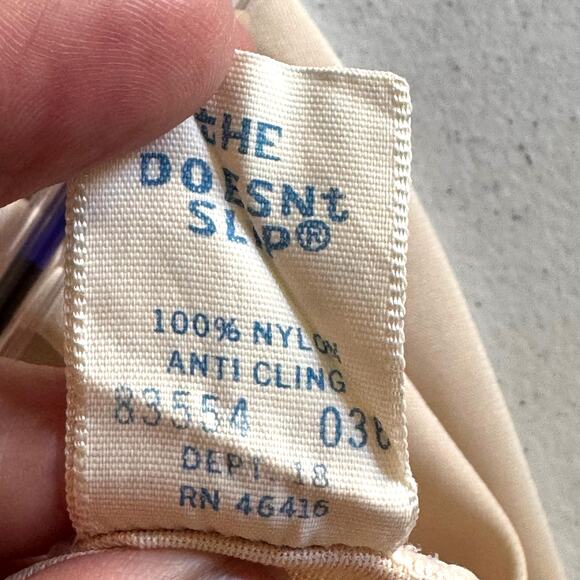 tHE
DOESNt
SLIp®
100% NYLON
ANTI CLING
83554
DEPT. 18
RN 46416